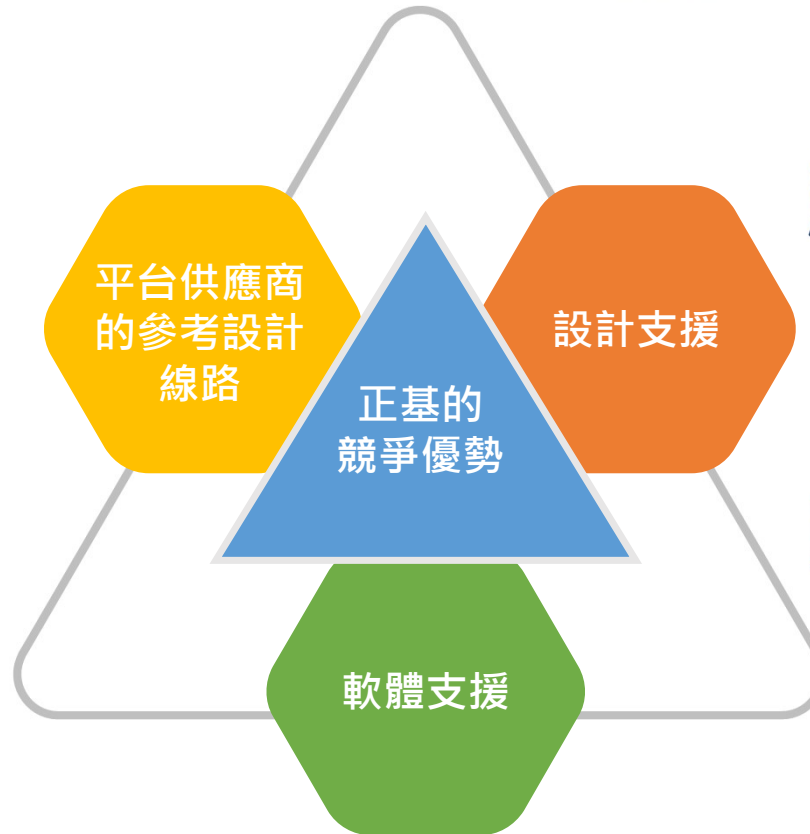 平台供應商
的參考設計
線路
設計支援
正基的
競爭優勢
軟體支援